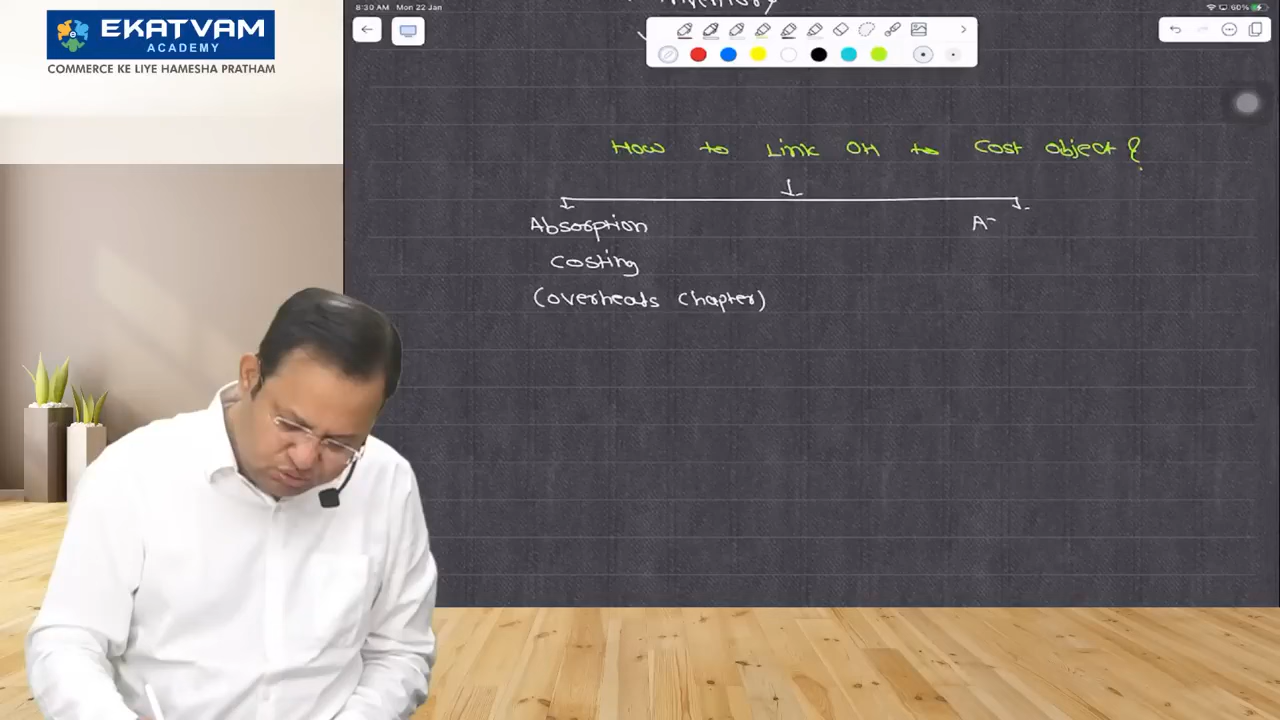 8:30 AM Mon 22 Jan
60%
EKATVAM
ACADEMY
COMMERCE KE LIYE HAMESHA PRATHAM
How to Link OH to Cost object?
Absorption
Costing
(overheads chapter)
A